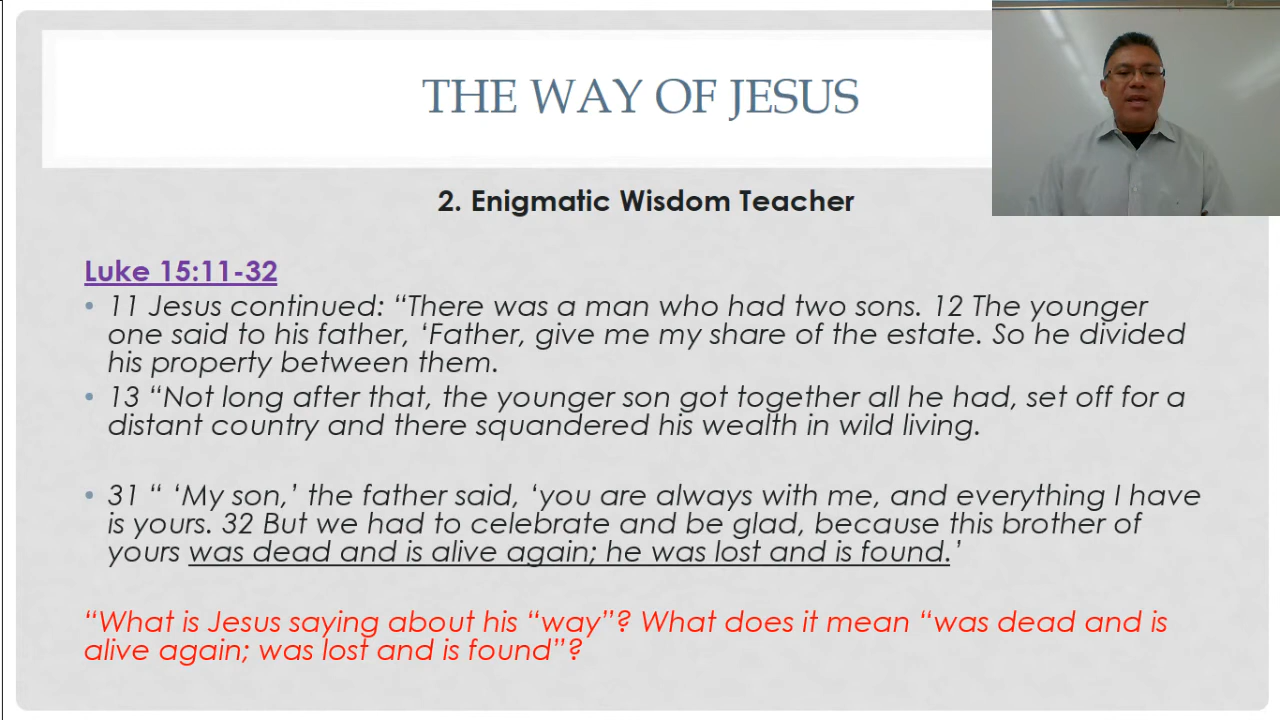 THE WAY OF JESUS
2. Enigmatic Wisdom Teacher
Luke 15:11-32
• 11 Jesus continued: “There was a man who had two sons. 12 The younger
one said to his father, ‘Father, give me my share of the estate. So he divided
his property between them.
• 13 “Not long after that, the younger son got together all he had, set off for a
distant country and there squandered his wealth in wild living.
• 31 “ ‘My son,’ the father said, ‘you are always with me, and everything I have
is yours. 32 But we had to celebrate and be glad, because this brother of
yours was dead and is alive again; he was lost and is found.’
“What is Jesus saying about his “way”? What does it mean “was dead and is
alive again; was lost and is found”?